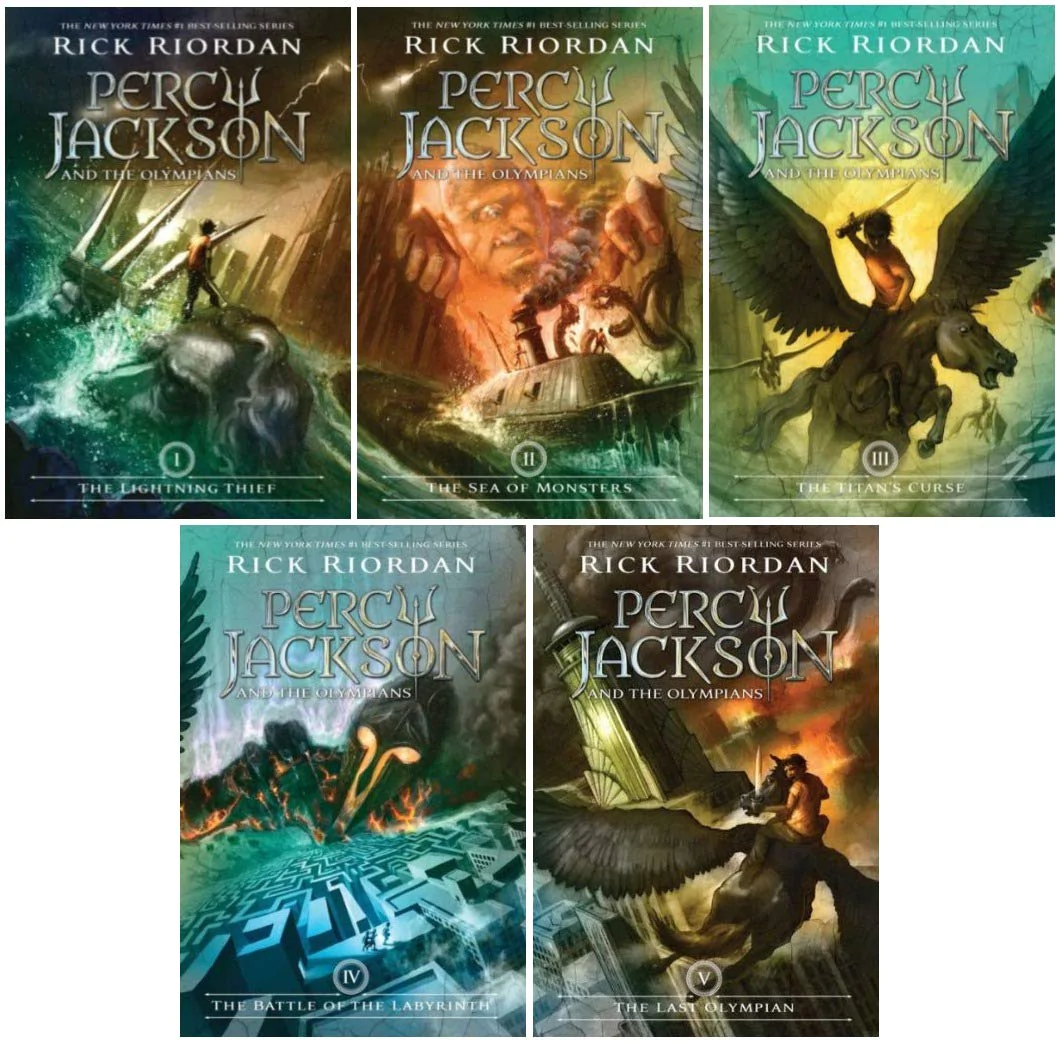 THE NEW YORK TIMES #1 BEST-SELLING SERIES
RICK RIORDAN
PERCY
JACKSON
AND THE OLYMPIANS
I
THE LIGHTNING THIEF
THE NEW YORK TIMES #1 BEST-SELLING SERIES
RICK RIORDAN
PERCY
JACKSON
AND THE OLYMPIANS
II
THE SEA OF MONSTERS
THE NEW YORK TIMES #1 BEST-SELLING SERIES
RICK RIORDAN
PERCY
JACKSON
AND THE OLYMPIANS
III
THE TITAN'S CURSE
THE NEW YORK TIMES #1 BEST-SELLING SERIES
RICK RIORDAN
PERCY
JACKSON
AND THE OLYMPIANS
IV
THE BATTLE OF THE LABYRINTH
THE NEW YORK TIMES #1 BEST-SELLING SERIES
RICK RIORDAN
PERCY
JACKSON
AND THE OLYMPIANS
V
THE LAST OLYMPIAN